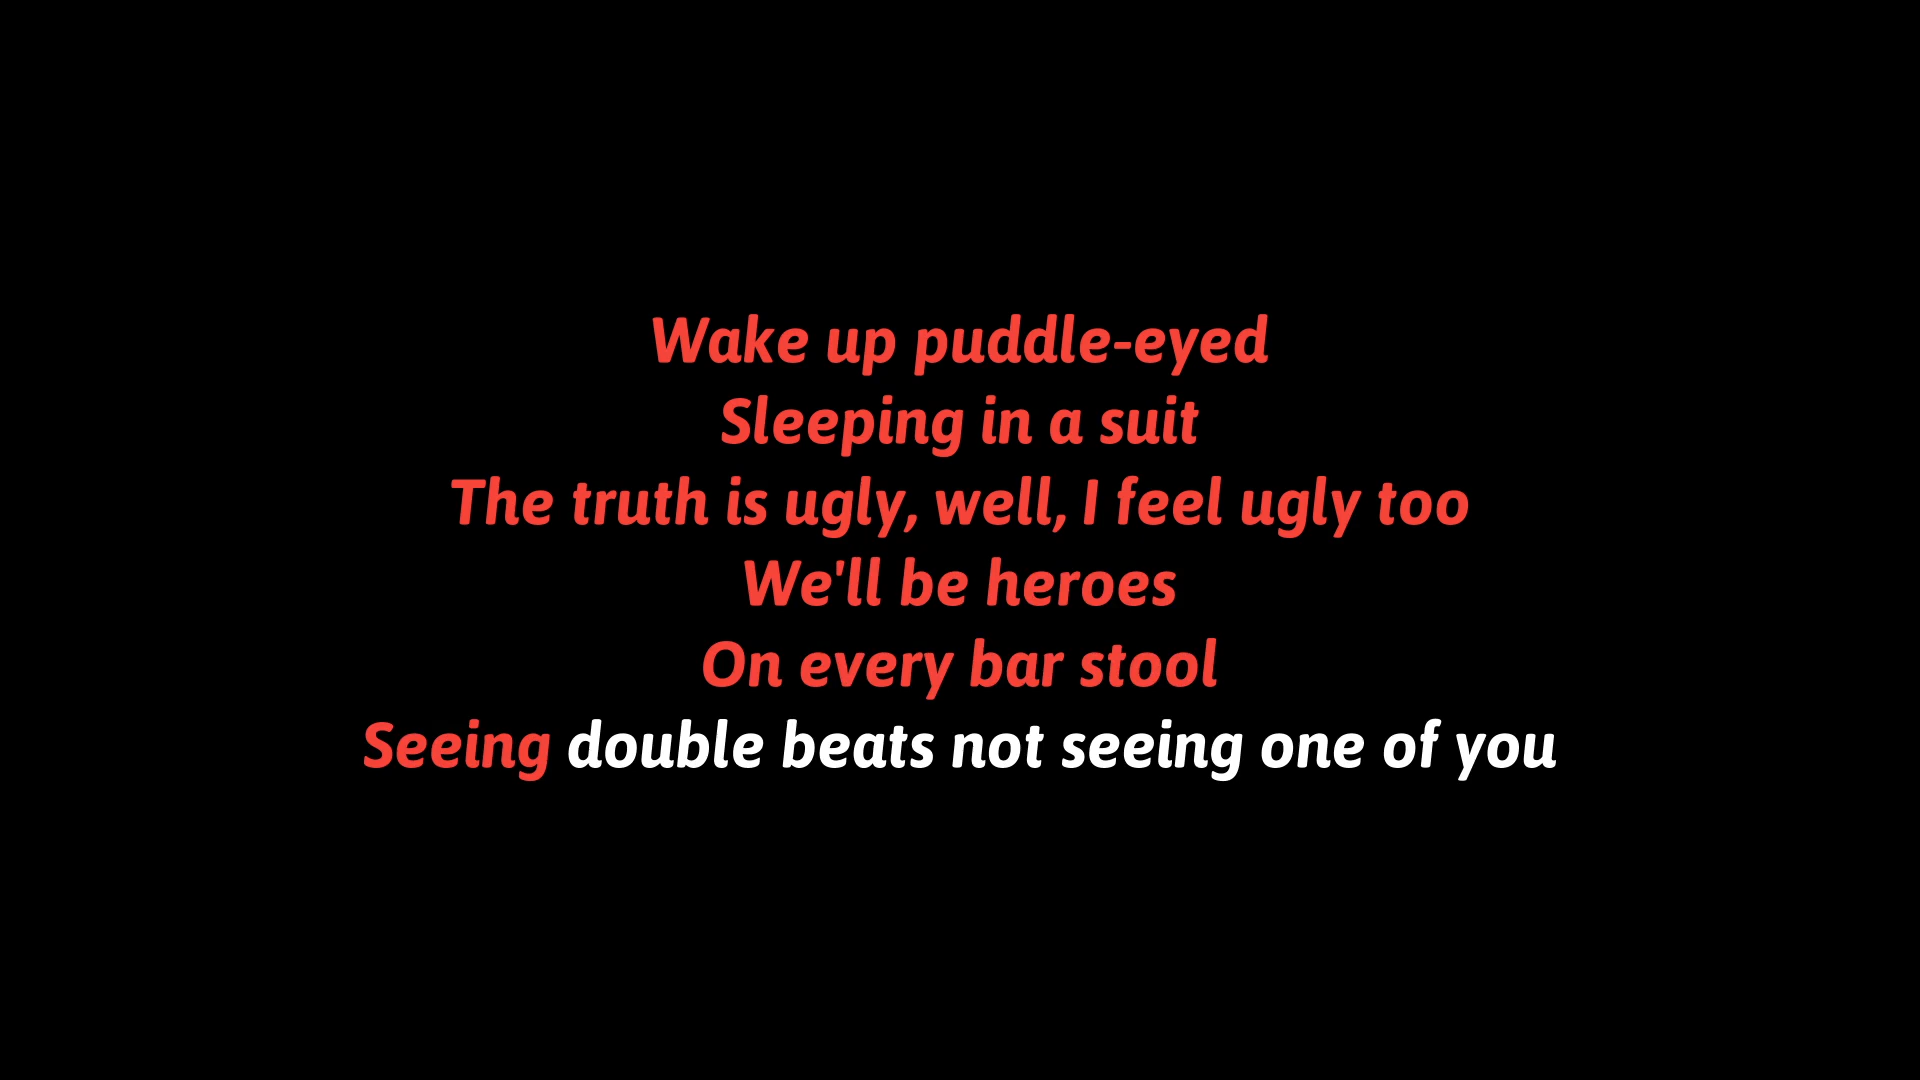 Wake up puddle-eyed
Sleeping in a suit
The truth is ugly, well, I feel ugly too
We'll be heroes
On every bar stool
Seeing double beats not seeing one of you